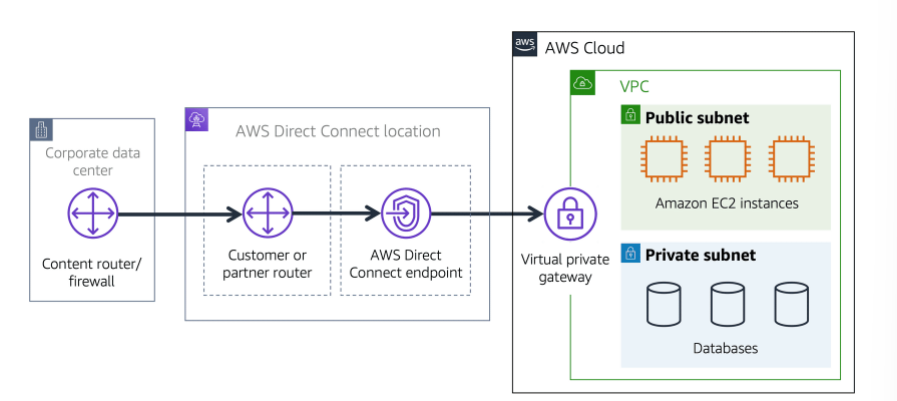 aws
AWS Cloud
VPC
Public subnet
Amazon EC2 instances
Private subnet
Databases
Virtual private
gateway
AWS Direct Connect location
Customer or
partner router
AWS Direct
Connect endpoint
Corporate data
center
Content router/
firewall